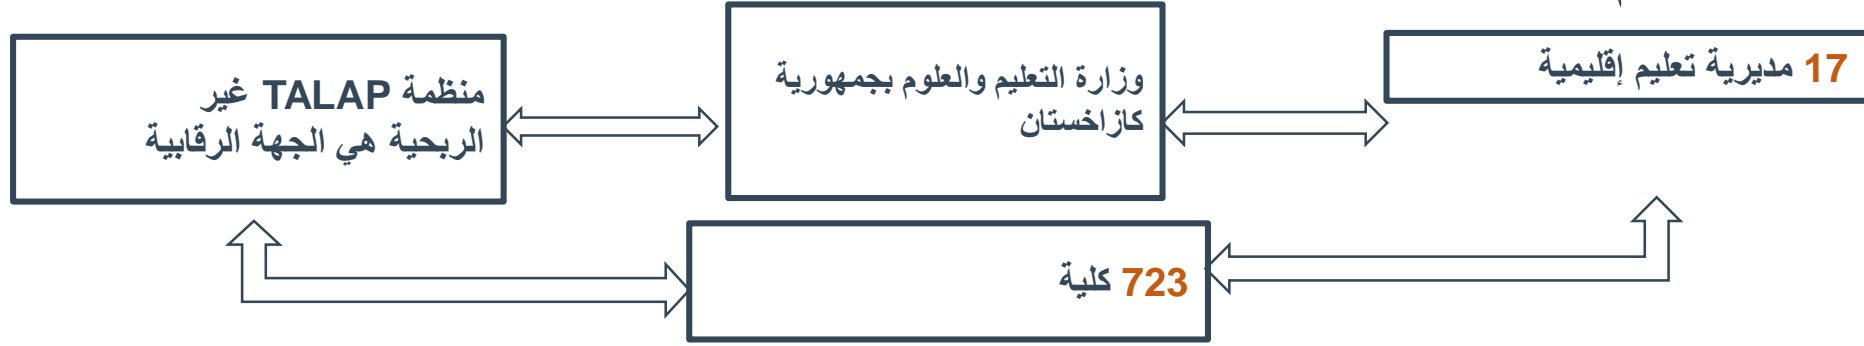 17 مديرية تعليم إقليمية
وزارة التعليم والعلوم بجمهورية
كازاخستان
منظمة TALAP غير
الربحية هي الجهة الرقابية
723 كلية